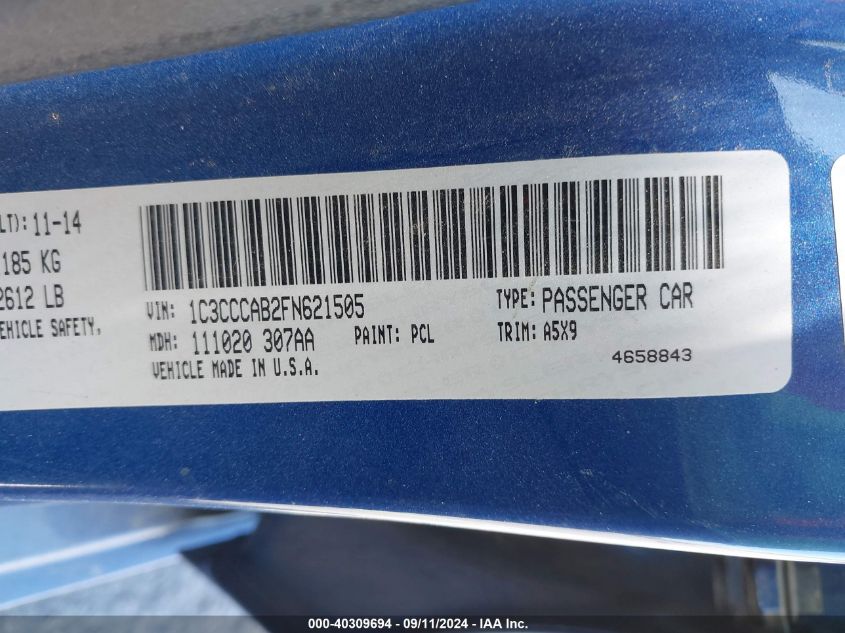 LT): 11-14
185 KG
2612 LB
EHICLE SAFETY,
VIN: 1C3CCCAB2FN621505
TYPE: PASSENGER CAR
MDH: 111020 307AA
PAINT: PCL
TRIM: A5X9
VEHICLE MADE IN U.S.A.
4658843
000-40309694 - 09/11/2024 - IAA Inc.